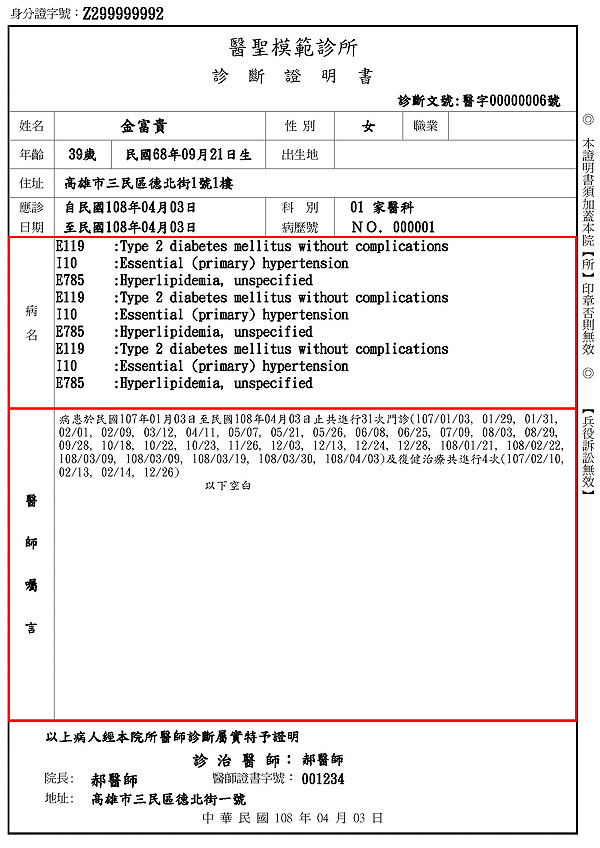 身分證字號：Z299999992
醫聖模範診所
診 斷 證 明 書
診斷文號:醫字00000006號
姓名 金富貴 性 別 女 職業
年齡 39歲 民國68年09月21日生 出生地
住址 高雄市三民區德北街1號1樓
應診 自民國108年04月03日 科 別 01 家醫科
日期 至民國108年04月03日 病歷號 NO. 000001
病名
E119 :Type 2 diabetes mellitus without complications
I10 :Essential (primary) hypertension
E785 :Hyperlipidemia, unspecified
E119 :Type 2 diabetes mellitus without complications
I10 :Essential (primary) hypertension
E785 :Hyperlipidemia, unspecified
E119 :Type 2 diabetes mellitus without complications
I10 :Essential (primary) hypertension
E785 :Hyperlipidemia, unspecified
醫師囑言
病患於民國107年01月03日至民國108年04月03日止共進行31次門診(107/01/03, 01/29, 01/31,
02/01, 02/09, 03/12, 04/11, 05/07, 05/21, 05/26, 06/08, 06/25, 07/09, 08/03, 08/29,
09/28, 10/18, 10/22, 10/23, 11/26, 12/03, 12/13, 12/24, 12/28, 108/01/21, 108/02/22,
108/03/09, 108/03/09, 108/03/19, 108/03/30, 108/04/03)及復健治療共進行4次(107/02/10,
02/13, 02/14, 12/26)
以下空白
以上病人經本院所醫師診斷屬實特予證明
診 治 醫 師： 郝醫師
院長: 郝醫師 醫師證書字號： 001234
地址: 高雄市三民區德北街一號
中 華 民 國 108 年 04 月 03 日
◎ 本證明書須加蓋本院【所】印章否則無效 ◎ 【兵役訴訟無效】